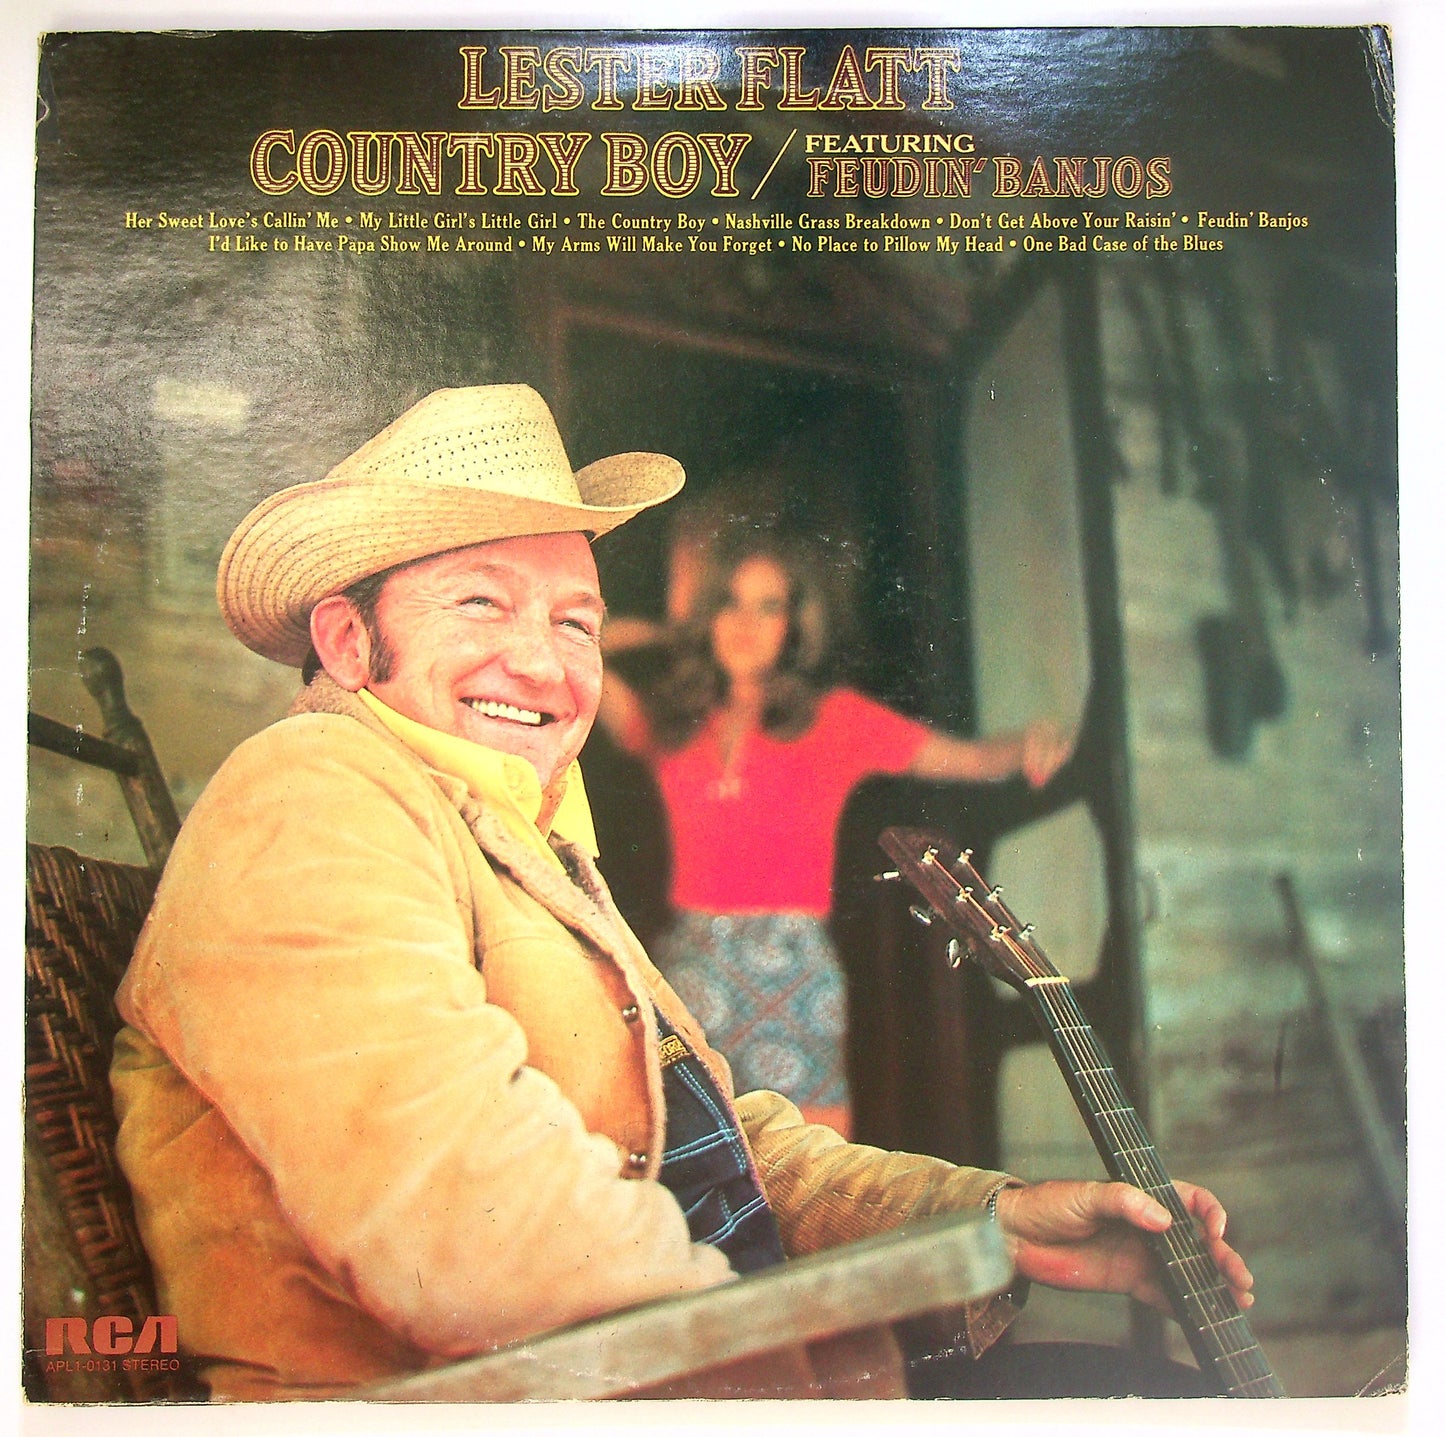 LESTER FLATT
COUNTRY BOY / FEATURING
FEUDIN' BANJOS
Her Sweet Love's Callin' Me • My Little Girl's Little Girl • The Country Boy • Nashville Grass Breakdown • Don't Get Above Your Raisin' • Feudin' Banjos
I'd Like to Have Papa Show Me Around • My Arms Will Make You Forget • No Place to Pillow My Head • One Bad Case of the Blues
RCA
APL1-0131 STEREO